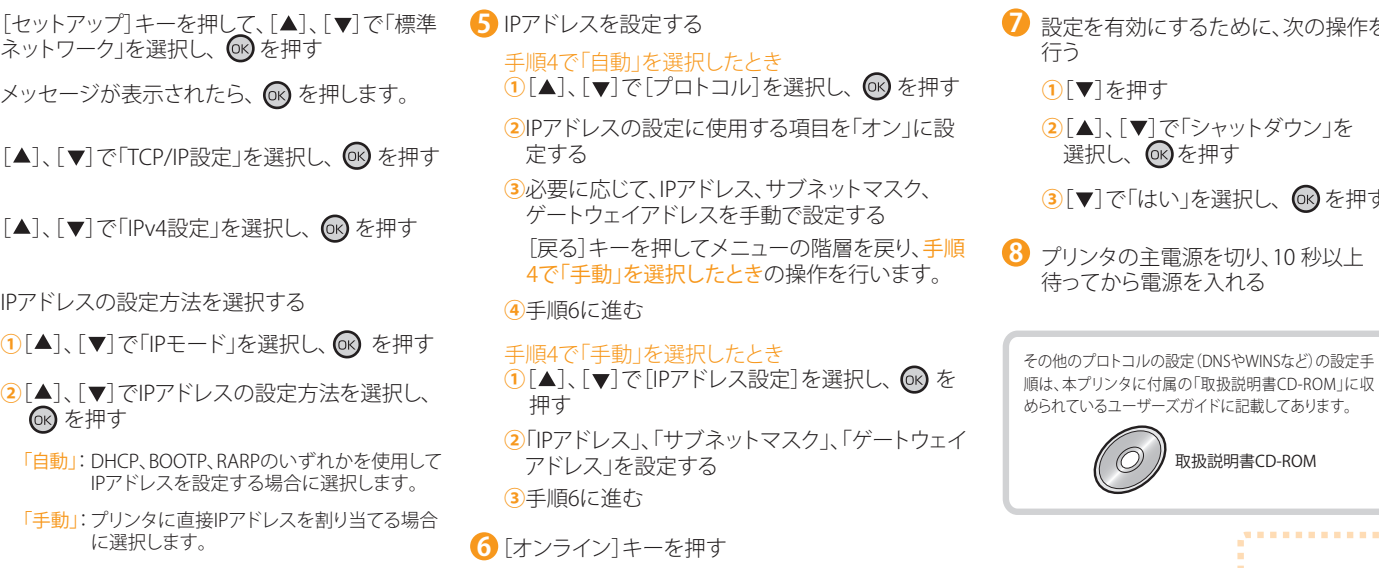 [セットアップ]キーを押して、[▲]、[▼]で「標準
ネットワーク」を選択し、OKを押す
メッセージが表示されたら、OKを押します。
[▲]、[▼]で「TCP/IP設定」を選択し、OKを押す
[▲]、[▼]で「IPv4設定」を選択し、OKを押す
IPアドレスの設定方法を選択する
①[▲]、[▼]で「IPモード」を選択し、OKを押す
②[▲]、[▼]でIPアドレスの設定方法を選択し、
OKを押す
「自動」：DHCP、BOOTP、RARPのいずれかを使用して
IPアドレスを設定する場合に選択します。
「手動」：プリンタに直接IPアドレスを割り当てる場合
に選択します。
5 IPアドレスを設定する
手順4で「自動」を選択したとき
①[▲]、[▼]で[プロトコル]を選択し、OKを押す
②IPアドレスの設定に使用する項目を「オン」に設
定する
③必要に応じて、IPアドレス、サブネットマスク、
ゲートウェイアドレスを手動で設定する
[戻る]キーを押してメニューの階層を戻り、手順
4で「手動」を選択したときの操作を行います。
④手順6に進む
手順4で「手動」を選択したとき
①[▲]、[▼]で[IPアドレス設定]を選択し、OKを
押す
②「IPアドレス」、「サブネットマスク」、「ゲートウェイ
アドレス」を設定する
③手順6に進む
6 [オンライン]キーを押す
7 設定を有効にするために、次の操作を
行う
①[▼]を押す
②[▲]、[▼]で「シャットダウン」を
選択し、OKを押す
③[▼]で「はい」を選択し、OKを押す
8 プリンタの主電源を切り、10 秒以上
待ってから電源を入れる
その他のプロトコルの設定（DNSやWINSなど）の設定手
順は、本プリンタに付属の「取扱説明書CD-ROM」に収
められているユーザーズガイドに記載してあります。
取扱説明書CD-ROM